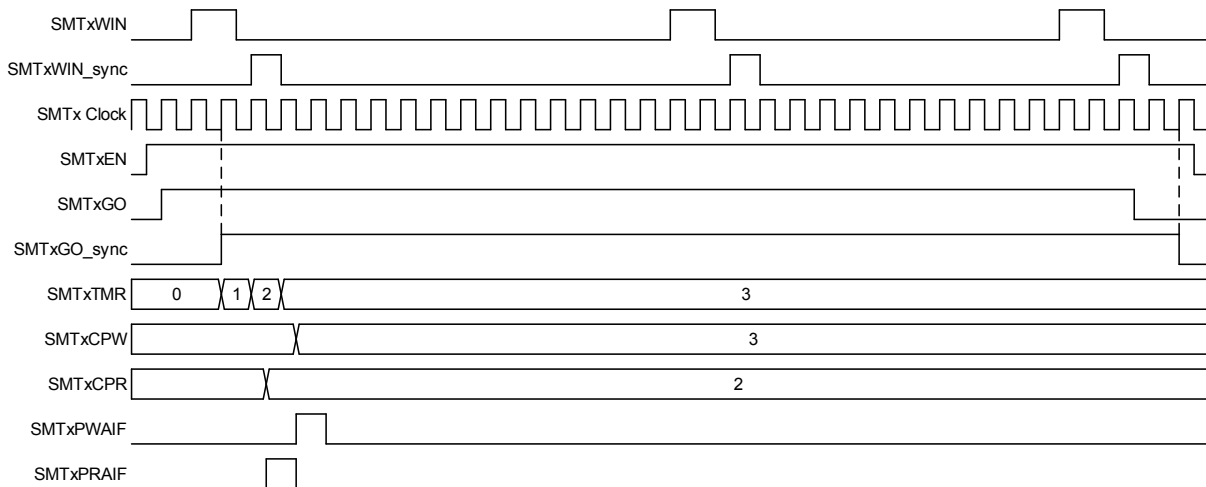 SMTxWIN
SMTxWIN_sync
SMTx Clock
SMTxEN
SMTxGO
SMTxGO_sync
SMTxTMR 0 1 2 3
SMTxCPW 3
SMTxCPR 2
SMTxPWAIF
SMTxPRAIF